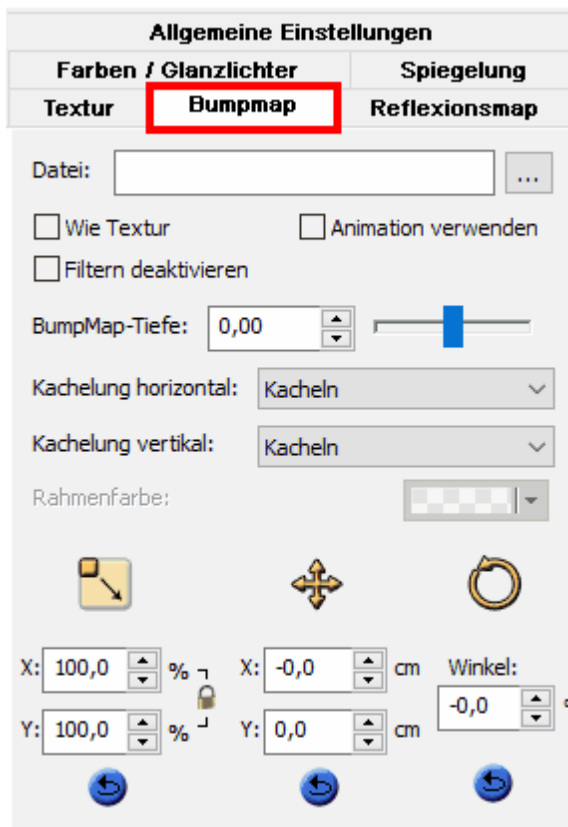 Allgemeine Einstellungen
Farben / Glanzlichter Spiegelung
Textur Bumpmap Reflexionsmap
Datei: ...
Wie Textur Animation verwenden
Filtern deaktivieren
BumpMap-Tiefe: 0,00
Kachelung horizontal: Kacheln
Kachelung vertikal: Kacheln
Rahmenfarbe:
X: 100,0 % X: -0,0 cm Winkel:
-0,0 °
Y: 100,0 % Y: 0,0 cm